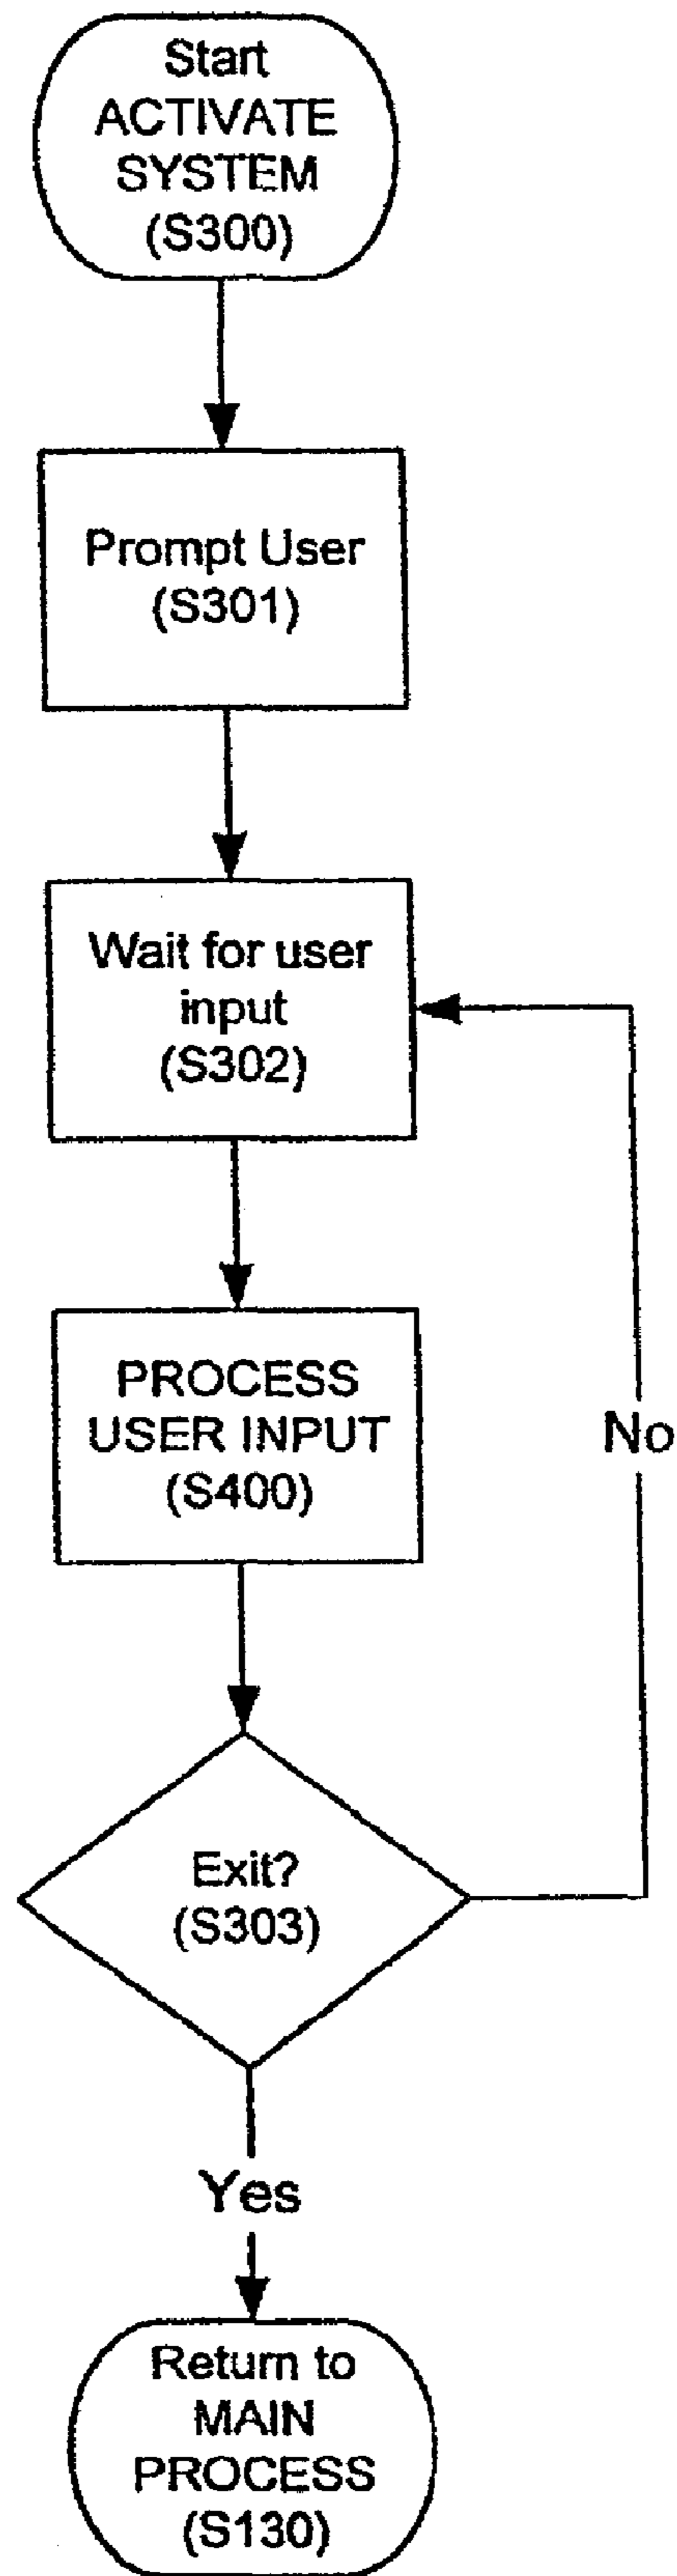 Start
ACTIVATE
SYSTEM
(S300)
Prompt User
(S301)
Wait for user
input
(S302)
PROCESS
USER INPUT
(S400)
No
Exit?
(S303)
Yes
Return to
MAIN
PROCESS
(S130)